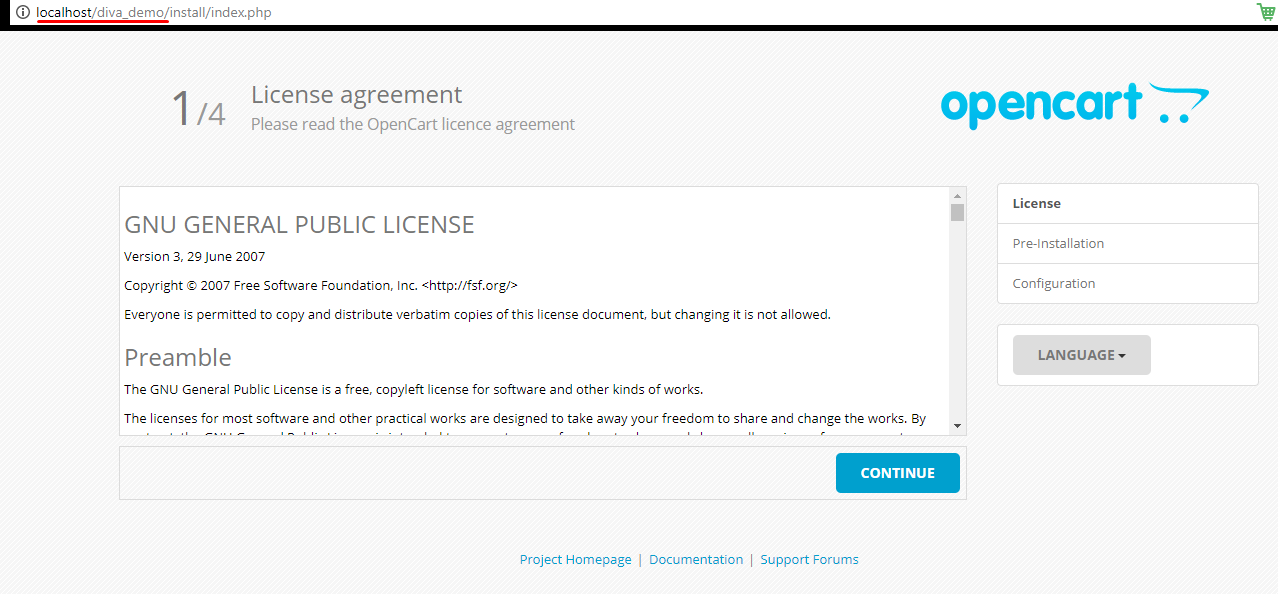 localhost/diva_demo/install/index.php
1/4
License agreement
Please read the OpenCart licence agreement
opencart
GNU GENERAL PUBLIC LICENSE
Version 3, 29 June 2007
Copyright © 2007 Free Software Foundation, Inc. <http://fsf.org/>
Everyone is permitted to copy and distribute verbatim copies of this license document, but changing it is not allowed.
Preamble
The GNU General Public License is a free, copyleft license for software and other kinds of works.
The licenses for most software and other practical works are designed to take away your freedom to share and change the works. By
License
Pre-Installation
Configuration
LANGUAGE
CONTINUE
Project Homepage | Documentation | Support Forums